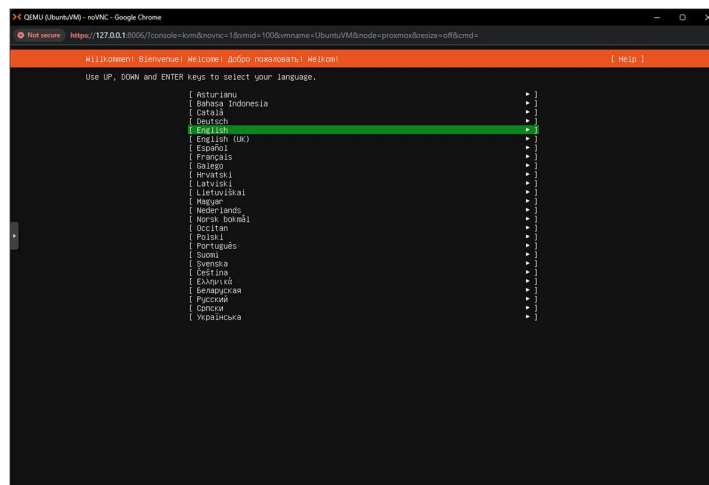 QEMU (UbuntuVM) - noVNC - Google Chrome
Not secure https://127.0.0.1:8006/?console=kvm&novnc=1&vmid=100&vmname=UbuntuVM&node=proxmox&resize=off&cmd=
Willkommen! Bienvenue! Welcome! Добро пожаловать! Welkom! [ Help ]
Use UP, DOWN and ENTER keys to select your language.
[ Asturianu ► ]
[ Bahasa Indonesia ► ]
[ Català ► ]
[ Deutsch ► ]
[ English ► ]
[ English (UK) ► ]
[ Español ► ]
[ Français ► ]
[ Galego ► ]
[ Hrvatski ► ]
[ Latviski ► ]
[ Lietuviškai ► ]
[ Magyar ► ]
[ Nederlands ► ]
[ Norsk bokmål ► ]
[ Occitan ► ]
[ Polski ► ]
[ Português ► ]
[ Suomi ► ]
[ Svenska ► ]
[ Čeština ► ]
[ Ελληνικά ► ]
[ Беларуская ► ]
[ Русский ► ]
[ Српски ► ]
[ Українська ► ]